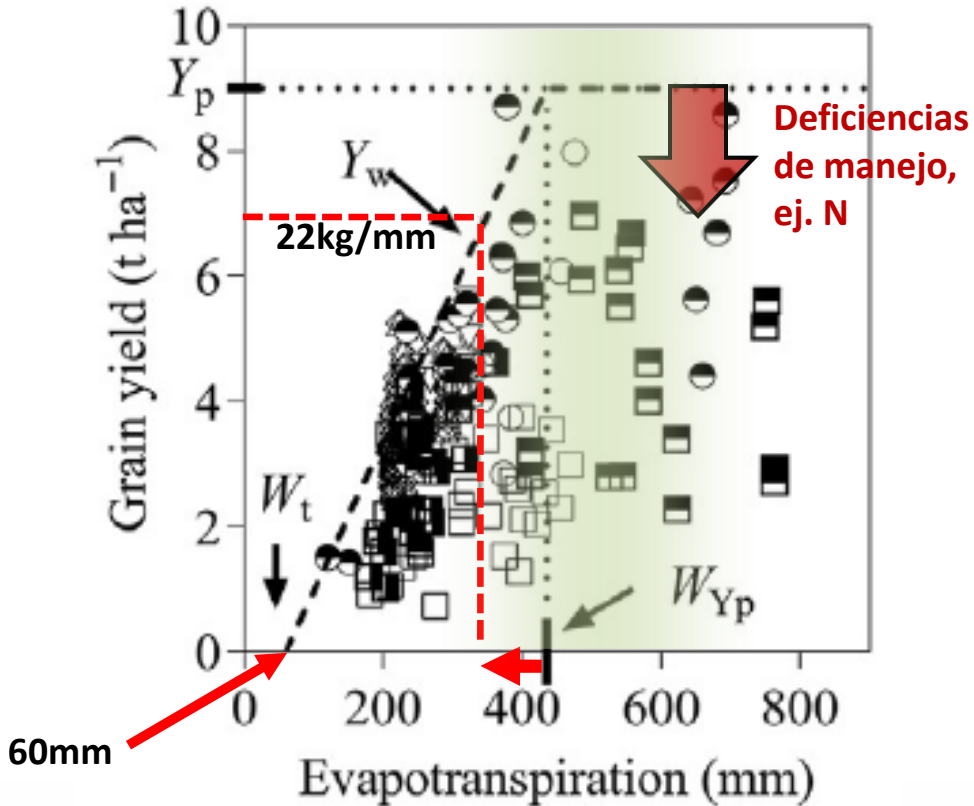 10
Yp
8
Deficiencias
de manejo,
ej. N
Yw
22kg/mm
6
Grain yield (t ha⁻¹)
4
Wt
2
WYp
0
0
200
400
600
800
60mm
Evapotranspiration (mm)